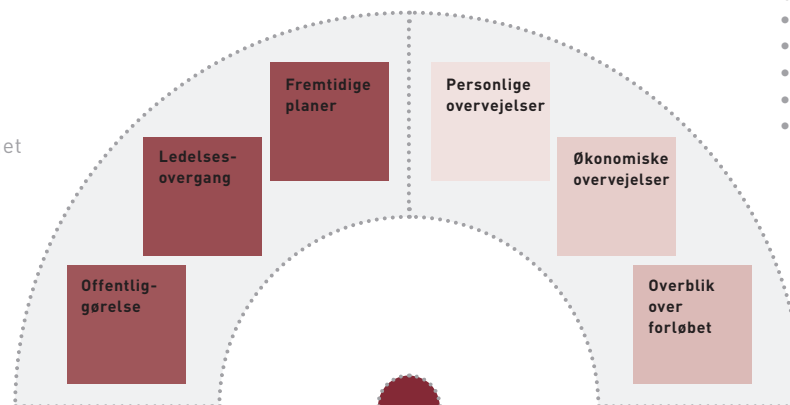 Fremtidige
planer
Personlige
overvejelser
et
Ledelses-
overgang
Økonomiske
overvejelser
Offentlig-
gørelse
Overblik
over
forløbet